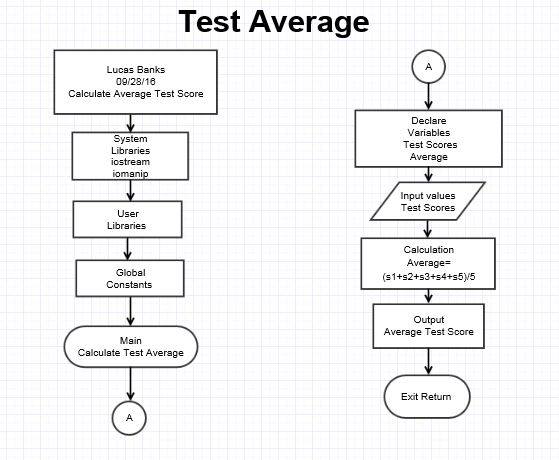 Test Average
Lucas Banks
09/28/16
Calculate Average Test Score
System
Libraries
iostream
iomanip
User
Libraries
Global
Constants
Main
Calculate Test Average
A
A
Declare
Variables
Test Scores
Average
Input values
Test Scores
Calculation
Average=
(s1+s2+s3+s4+s5)/5
Output
Average Test Score
Exit Return